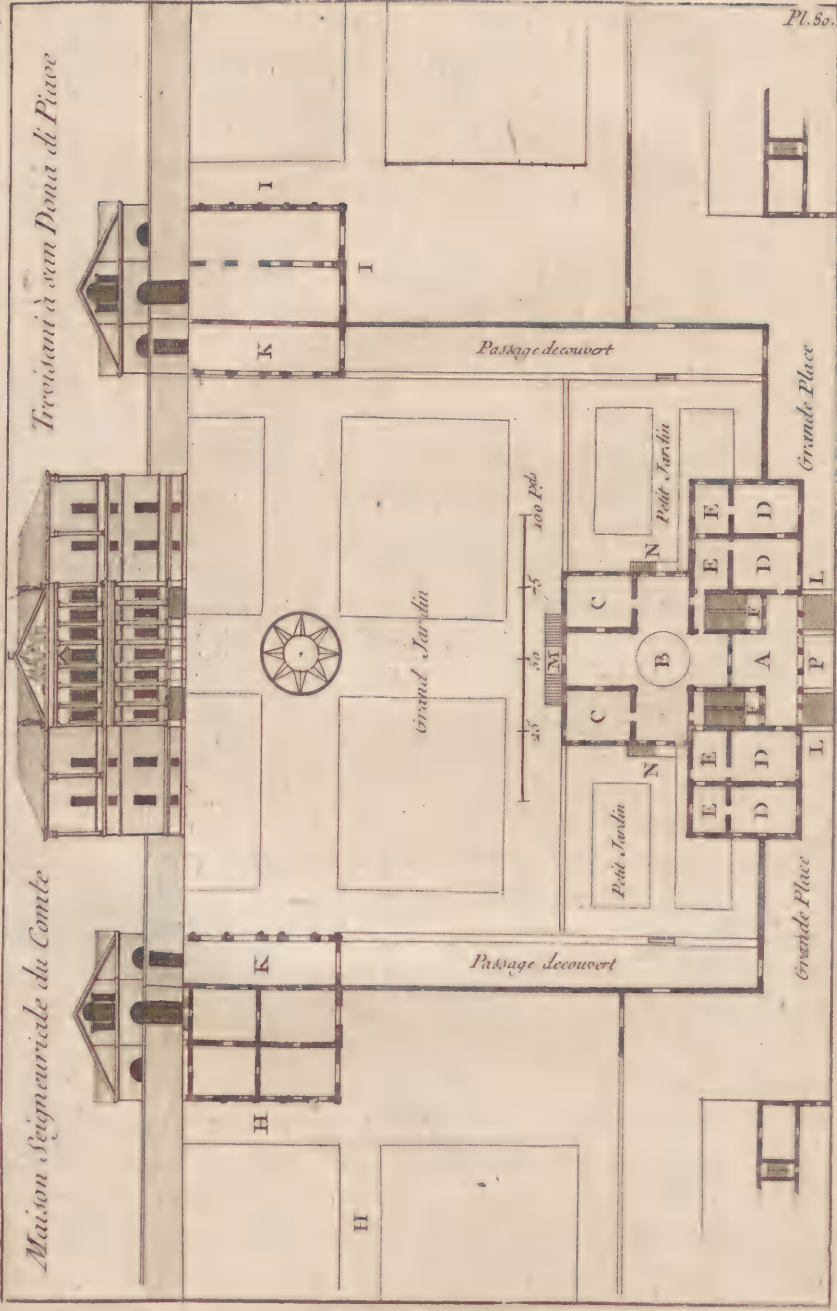 Pl. 80.
Maison Seigneuriale du Comte Trevisani à san Donà di Piave
H K K I
H I
Grand Jardin
25 50 75 100 Pds
Passage decouvert
Passage decouvert
M
C C
Petit Jardin
N N
B
Petit Jardin
E E E E
F F
D D A D D
Grande Place
Grande Place
L P L